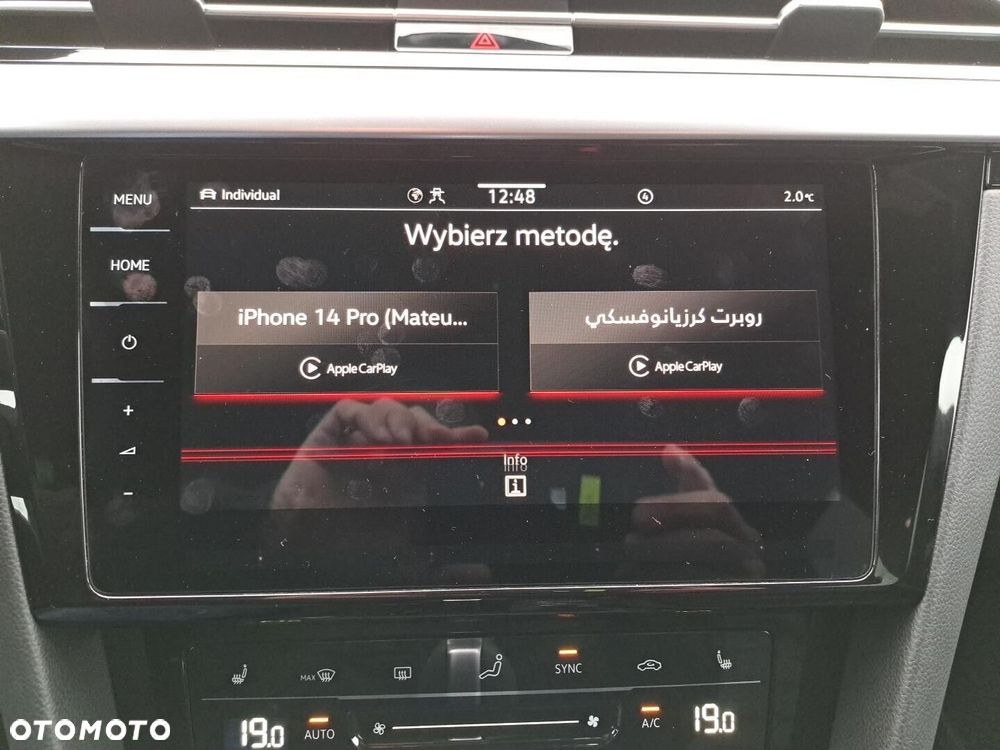 MENU
HOME
Individual
12:48
4
2.0°C
Wybierz metodę.
iPhone 14 Pro (Mateu...
روبرت كرزيانوفسكي
Apple CarPlay
Apple CarPlay
Info
MAX
SYNC
19.0
AUTO
A/C
19.0
OTOMOTO